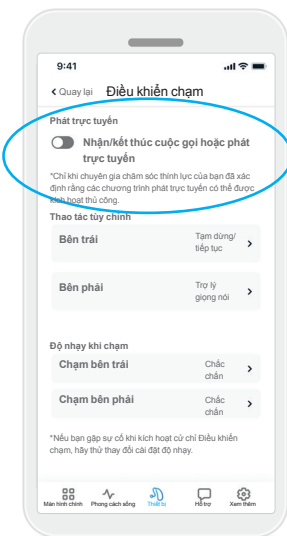 9:41
Quay lại Điều khiển chạm
Phát trực tuyến
Nhận/kết thúc cuộc gọi hoặc phát
trực tuyến
*Chỉ khi chuyên gia chăm sóc thính lực của bạn đã xác
định rằng các chương trình phát trực tuyến có thể được
kích hoạt thủ công.
Thao tác tùy chỉnh
Bên trái
Tạm dừng/
tiếp tục
Bên phải
Trợ lý
giọng nói
Độ nhạy khi chạm
Chạm bên trái
Chắc
chắn
Chạm bên phải
Chắc
chắn
*Nếu bạn gặp sự cố khi kích hoạt cử chỉ Điều khiển
chạm, hãy thử thay đổi cài đặt độ nhạy.
Màn hình chính Phong cách sống Thiết bị Hỗ trợ Xem thêm